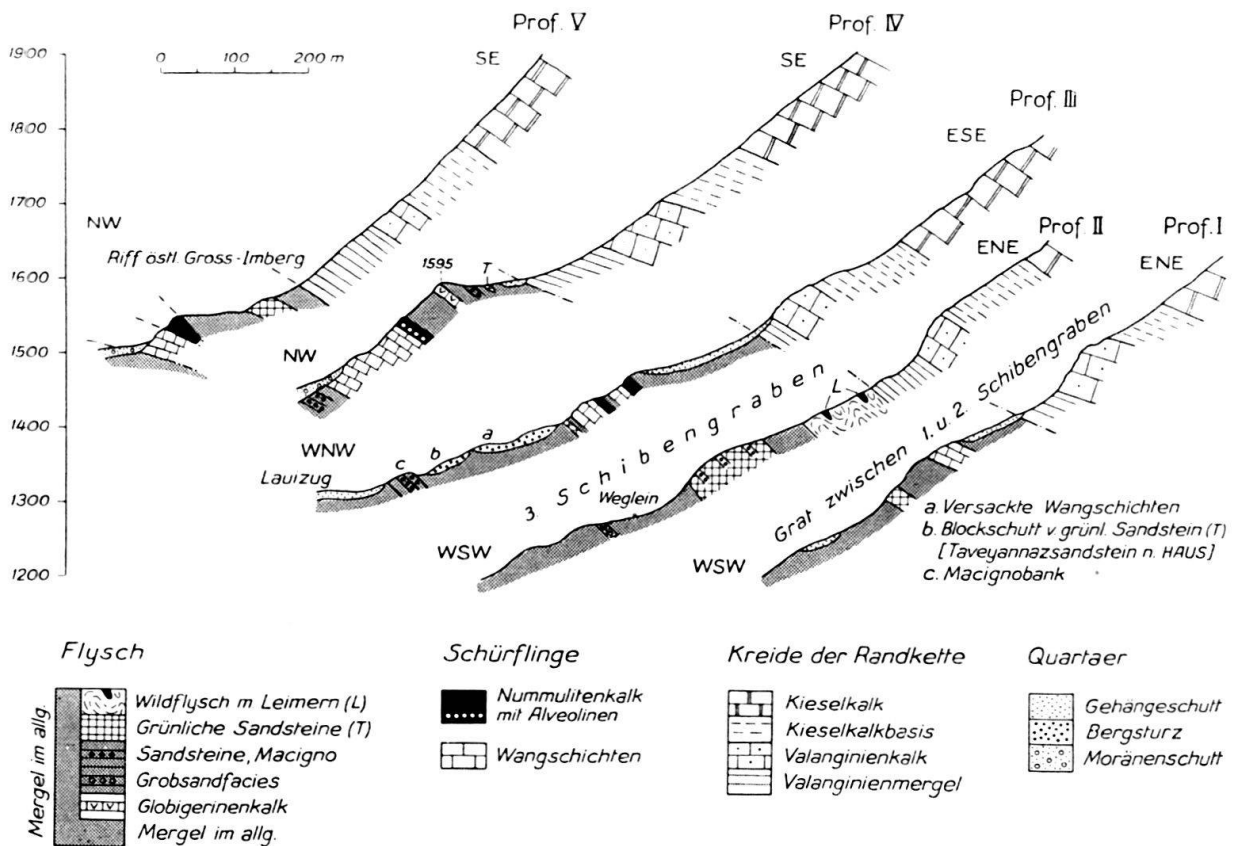 Prof. V
Prof. IV
1900
0 100 200 m
SE
SE
Prof. III
1800
ESE
1700
NW
Prof. II
Prof. I
Riff östl. Gross-Imberg
1595
T
ENE
ENE
1600
1500
NW
L
1400
WNW
a
b
c
Lauizug
3. Schibengraben
Weglein
Grat zwischen 1. u. 2. Schibengraben
1300
WSW
WSW
1200
a. Versackte Wangschichten
b. Blockschutt v. grünl. Sandstein (T)
[Taveyannazsandstein n. HAUS]
c. Macignobank
Flysch
Mergel im allg.
Wildflysch m Leimern (L)
Grünliche Sandsteine (T)
Sandsteine, Macigno
Grobsandfacies
Globigerinenkalk
Mergel im allg.
Schürflinge
Nummulitenkalk
mit Alveolinen
Wangschichten
Kreide der Randkette
Kieselkalk
Kieselkalkbasis
Valanginienkalk
Valanginienmergel
Quartaer
Gehängeschutt
Bergsturz
Moränenschutt